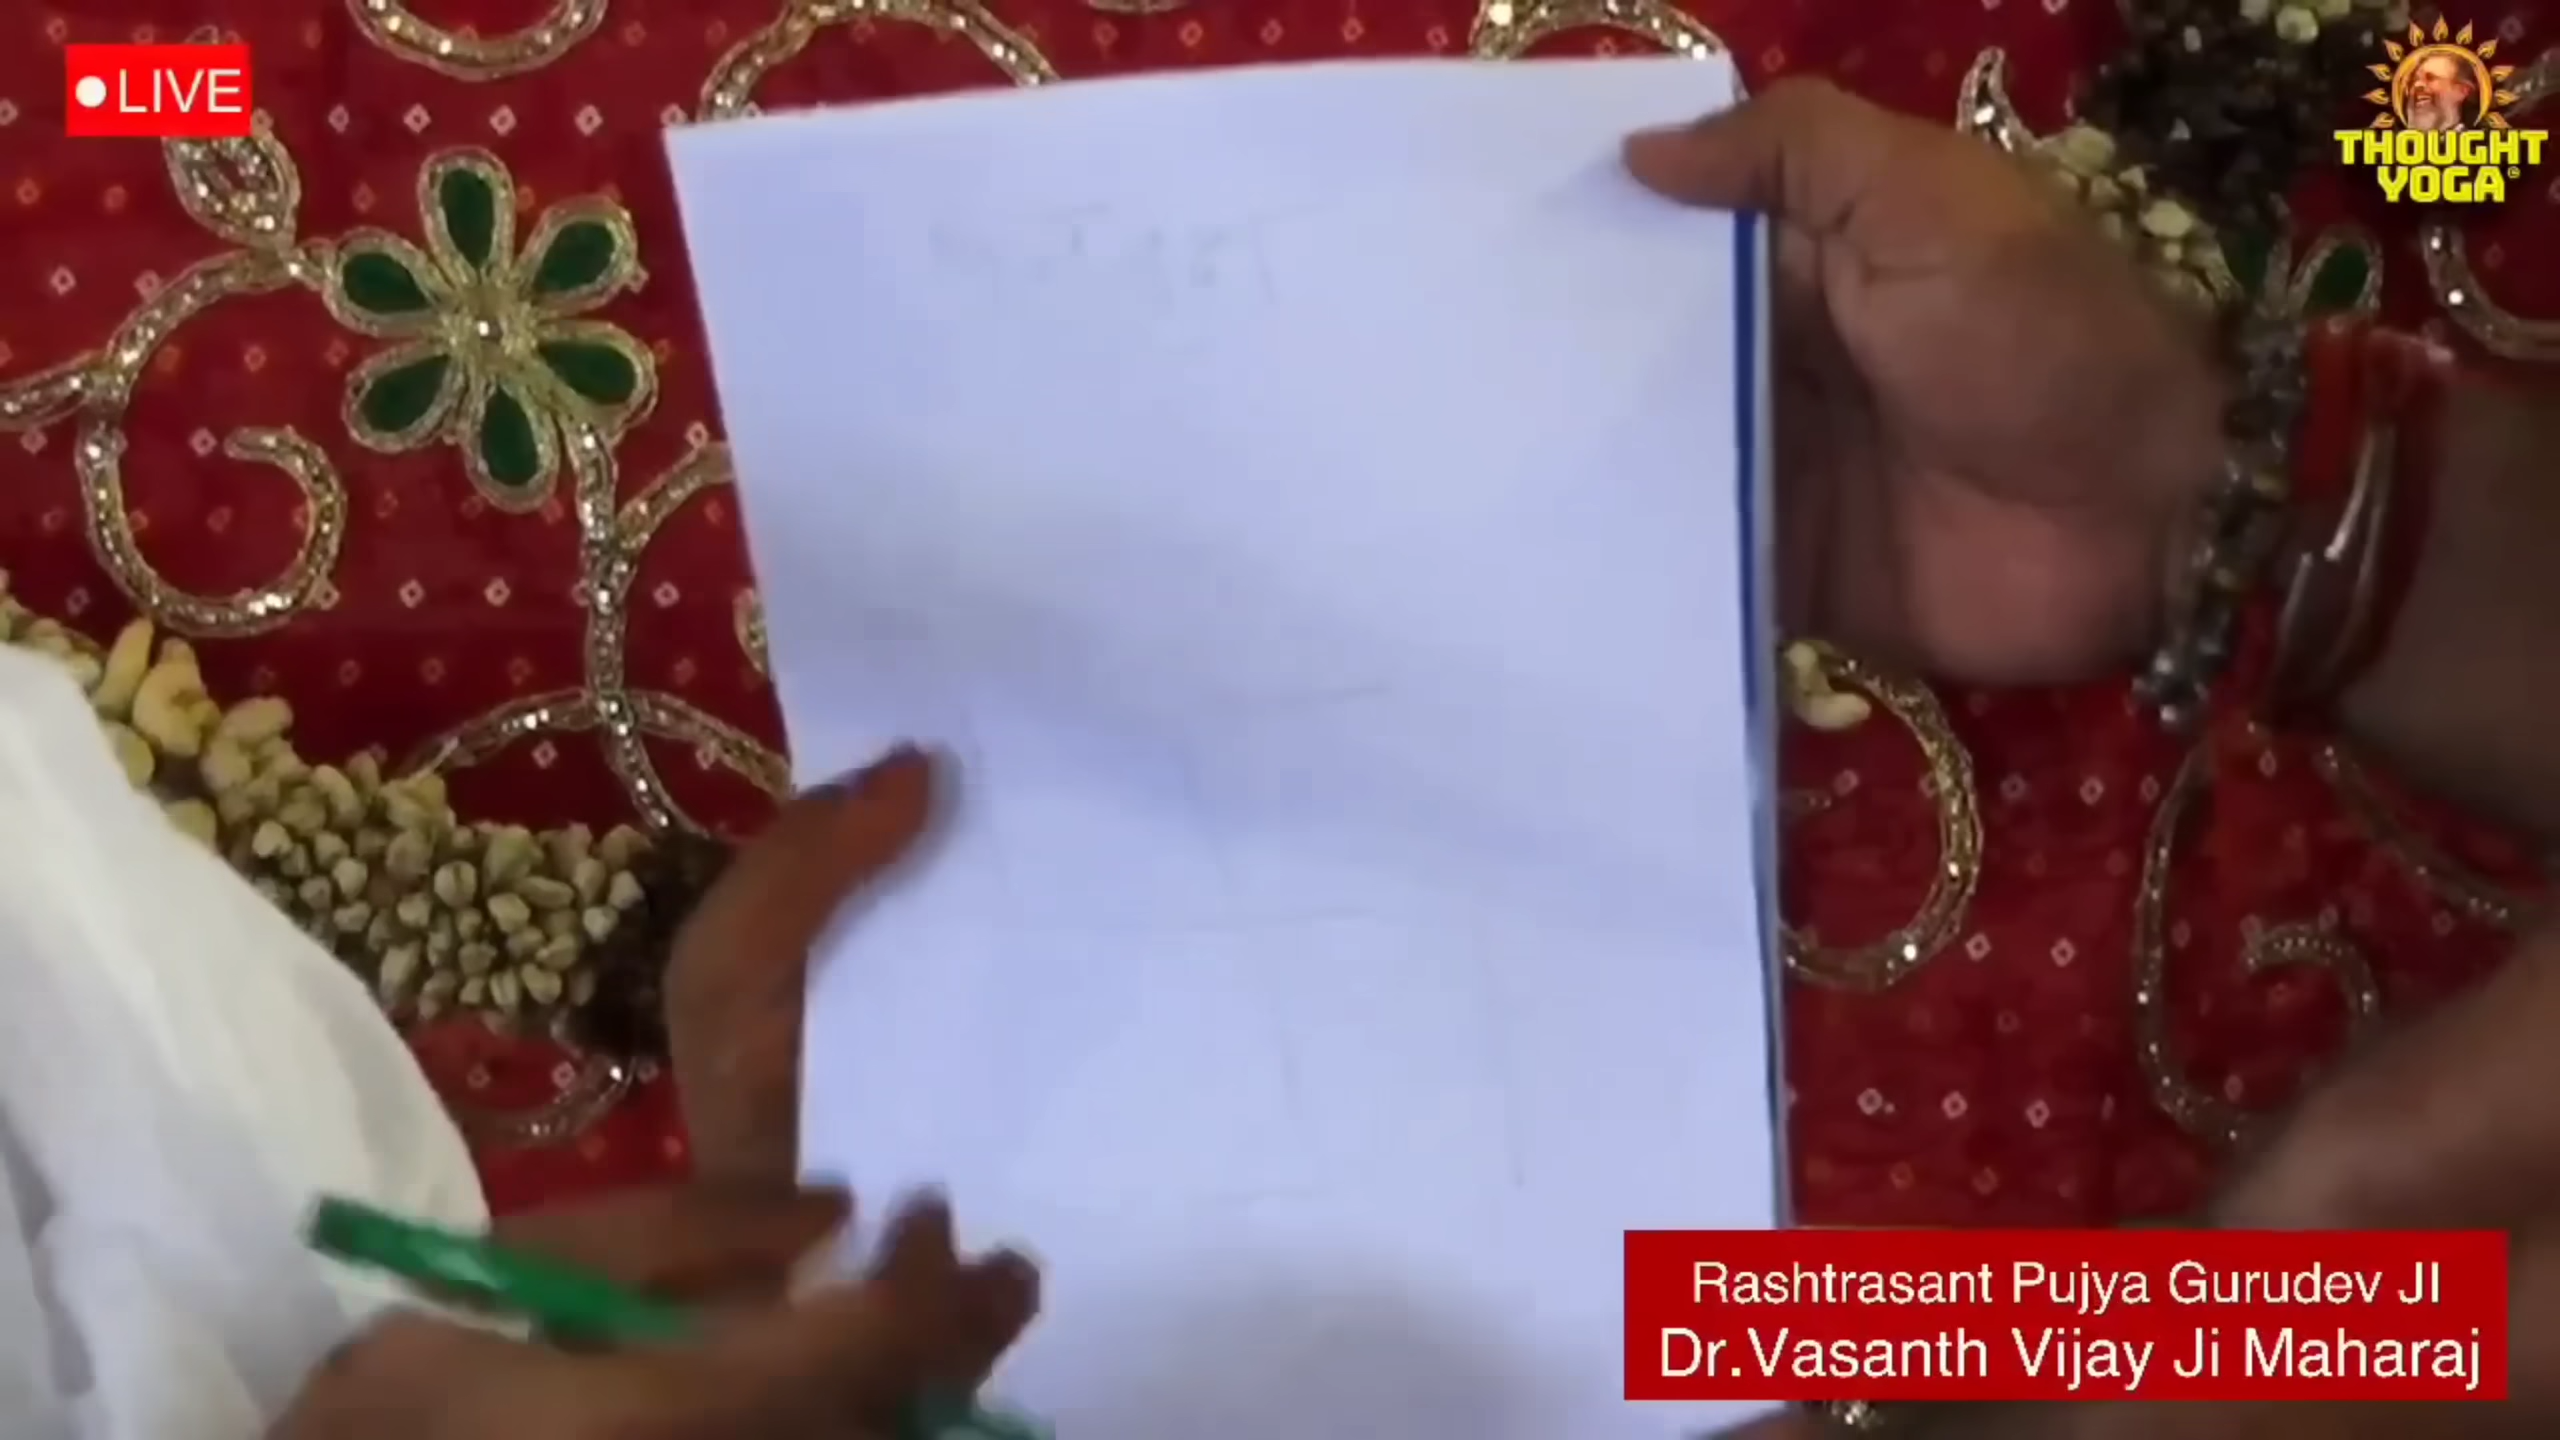 LIVE
THOUGHT
YOGA
Rashtrasant Pujya Gurudev JI
Dr.Vasanth Vijay Ji Maharaj